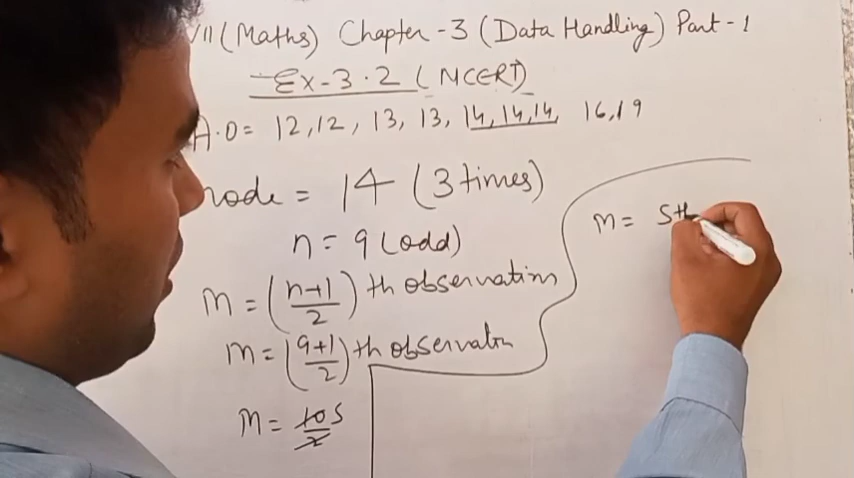 VII (Maths) Chapter - 3 (Data Handling) Part - 1
Ex - 3.2 (NCERT)
A.O = 12, 12, 13, 13, 14, 14, 14, 16, 19
mode = 14 (3 times)
n = 9 (odd)
M = (n+1/2) th observations
M = (9+1/2) th observaton
M = 10/2 5
M = 5th